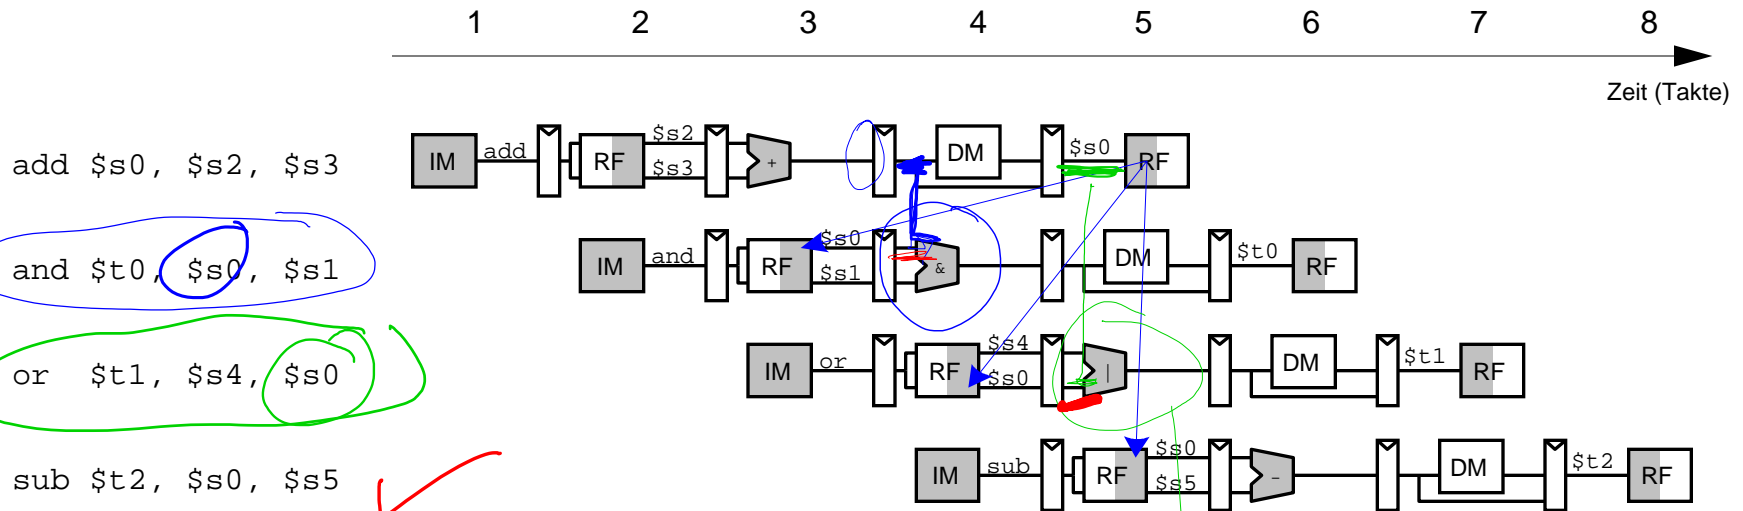 1 2 3 4 5 6 7 8
Zeit (Takte)
add $s0, $s2, $s3
IM add RF $s2 $s3 + DM $s0 RF
and $t0, $s0, $s1
IM and RF $s0 $s1 & DM $t0 RF
or $t1, $s4, $s0
IM or RF $s4 $s0 | DM $t1 RF
sub $t2, $s0, $s5
IM sub RF $s0 $s5 - DM $t2 RF